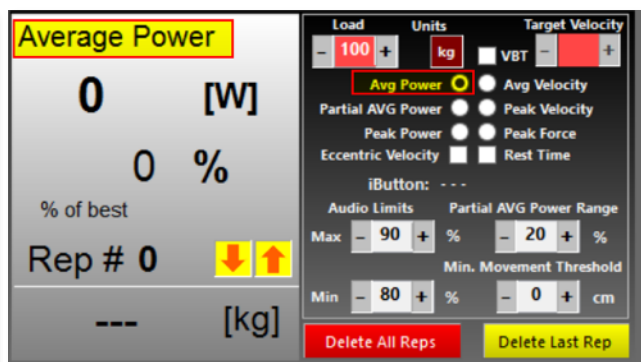 Average Power
0 [W]
0 %
% of best
Rep # 0
--- [kg]
Load Units Target Velocity
- 100 + kg VBT - +
Avg Power Avg Velocity
Partial AVG Power Peak Velocity
Peak Power Peak Force
Eccentric Velocity Rest Time
iButton: - - -
Audio Limits Partial AVG Power Range
Max - 90 + % - 20 + %
Min. Movement Threshold
Min - 80 + % - 0 + cm
Delete All Reps Delete Last Rep